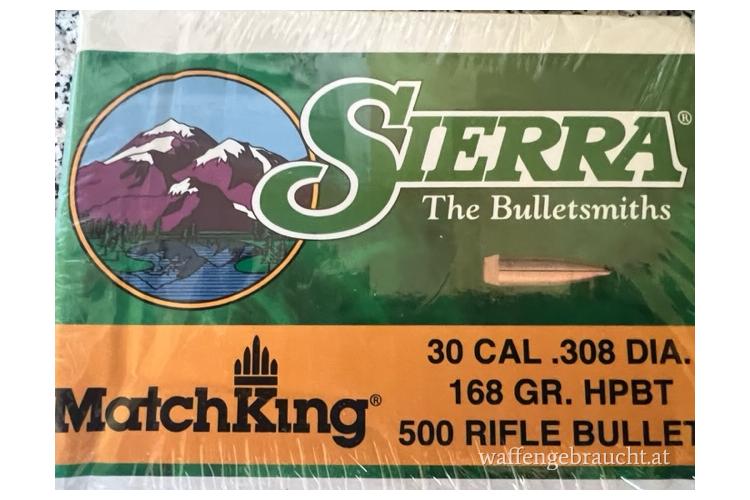 SIERRA®
The Bulletsmiths
30 CAL .308 DIA.
168 GR. HPBT
MatchKing®
500 RIFLE BULLET
waffengebraucht.at